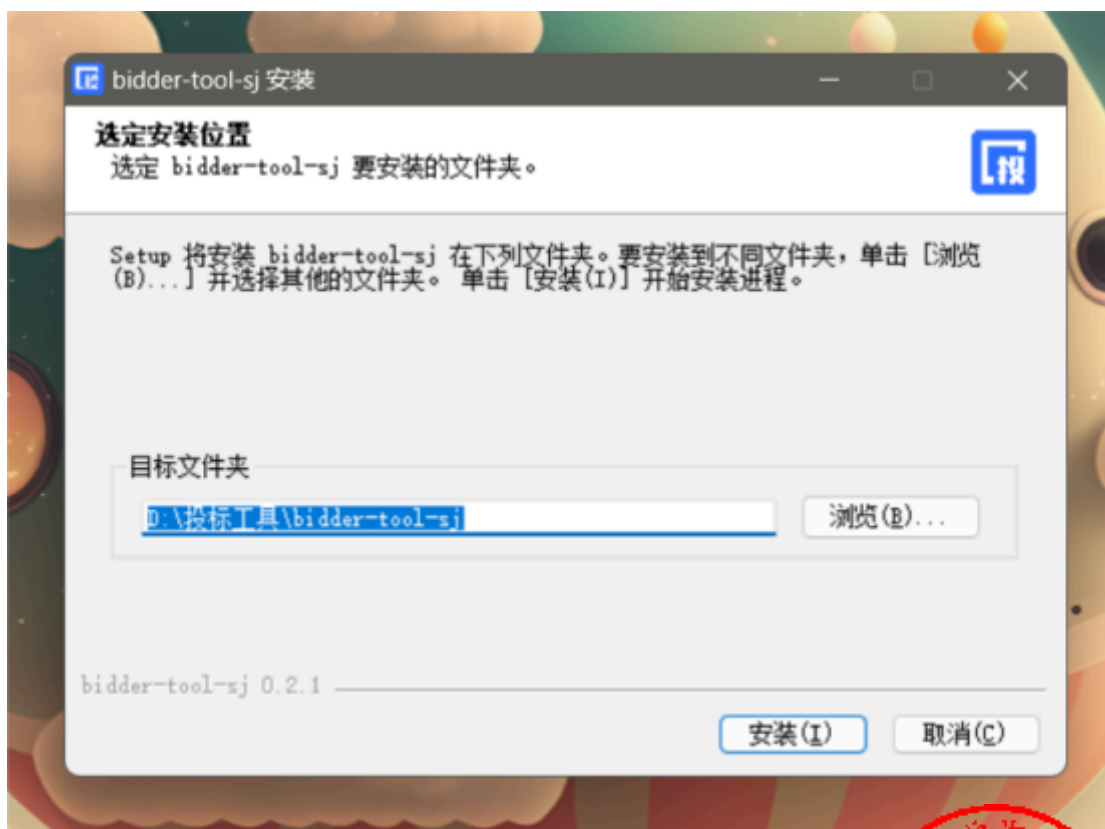 bidder-tool-sj 安装
选定安装位置
选定 bidder-tool-sj 要安装的文件夹。
投
Setup 将安装 bidder-tool-sj 在下列文件夹。要安装到不同文件夹，单击 [浏览
(B)...] 并选择其他的文件夹。 单击 [安装(I)] 开始安装进程。
目标文件夹
D:\投标工具\bidder-tool-sj
浏览(B)...
bidder-tool-sj 0.2.1
安装(I)
取消(C)